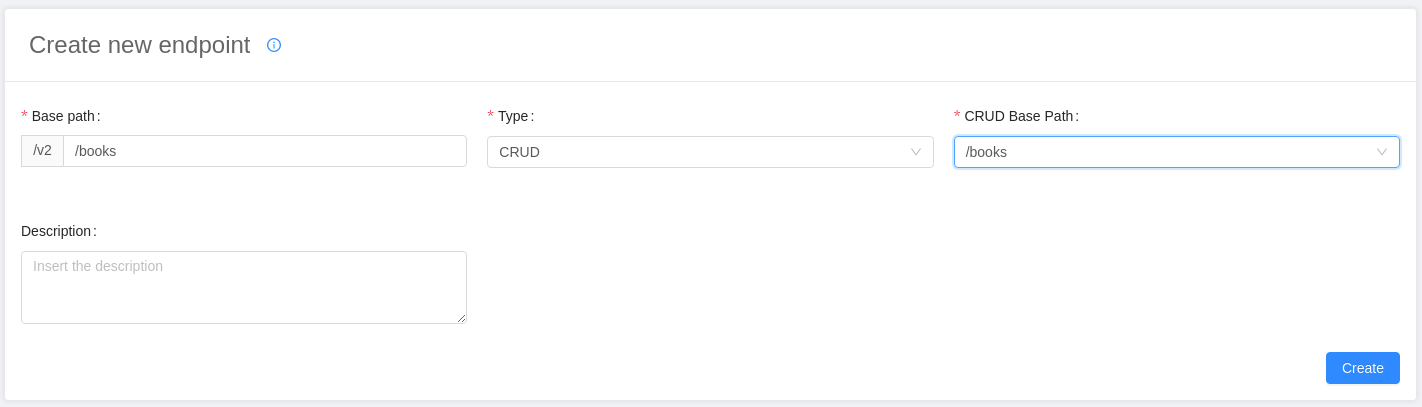 Create new endpoint
* Base path:
* Type:
* CRUD Base Path:
/v2 /books
CRUD
/books
Description:
Insert the description
Create